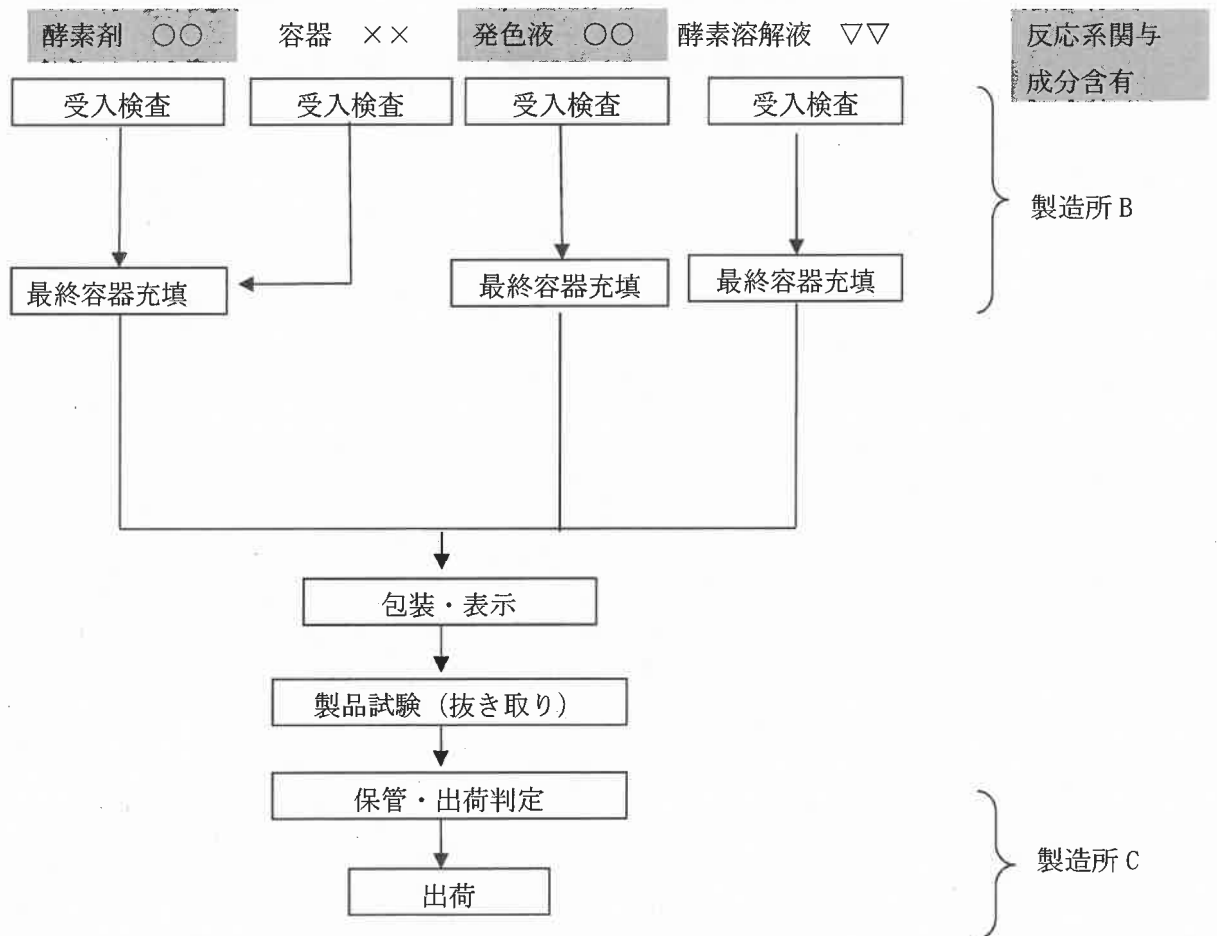 酵素剤 ○○ 容器 ×× 発色液 ○○ 酵素溶解液 ▽▽ 反応系関与
成分含有
受入検査 受入検査 受入検査 受入検査
製造所 B
最終容器充填 最終容器充填 最終容器充填
包装・表示
製品試験（抜き取り）
保管・出荷判定
製造所 C
出荷